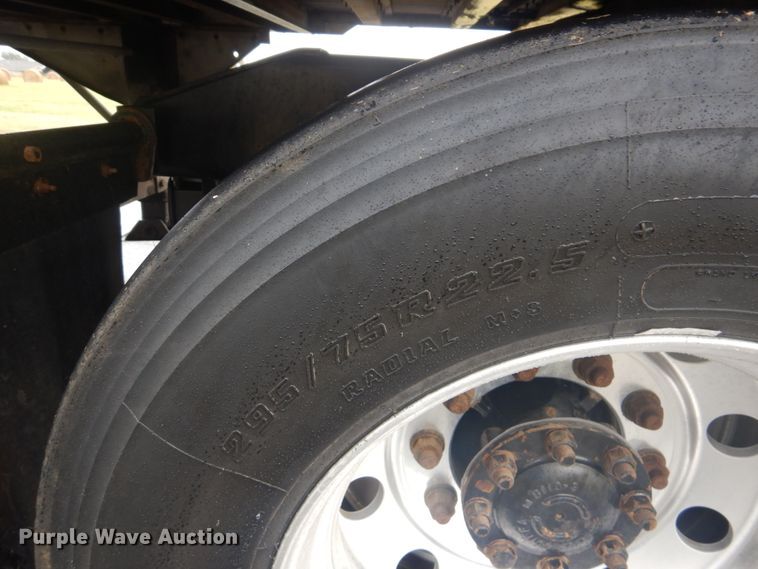 295/75R22.5
RADIAL M+S
Purple Wave Auction